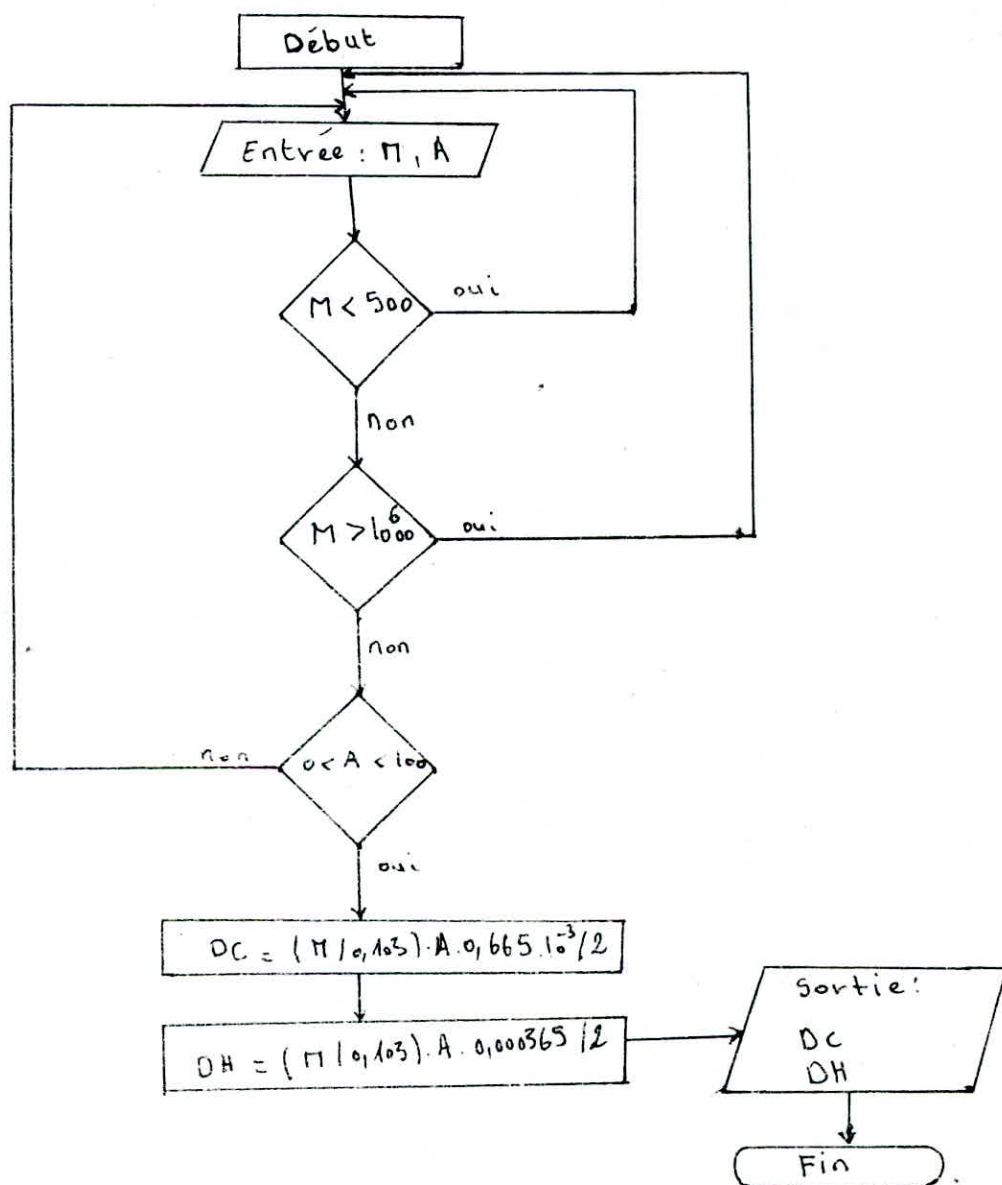 Début
Entrée : M, A
M < 500
oui
non
M > 1000⁶
oui
non
0 < A < 100
non
oui
DC = (M/0,103).A.0,665.10⁻³/2
DH = (M/0,103).A.0,000365/2
Sortie:
DC
DH
Fin